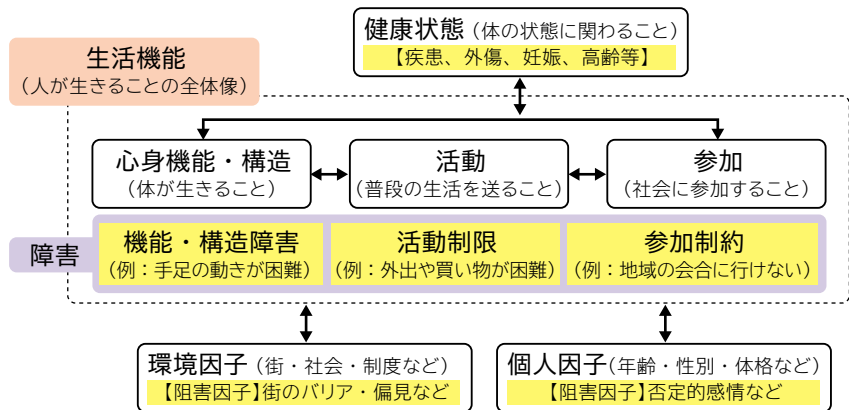 健康状態（体の状態に関わること）
【疾患、外傷、妊娠、高齢等】
生活機能
（人が生きることの全体像）
心身機能・構造
（体が生きること）
活動
（普段の生活を送ること）
参加
（社会に参加すること）
障害
機能・構造障害
（例：手足の動きが困難）
活動制限
（例：外出や買い物が困難）
参加制約
（例：地域の会合に行けない）
環境因子（街・社会・制度など）
【阻害因子】街のバリア・偏見など
個人因子（年齢・性別・体格など）
【阻害因子】否定的感情など